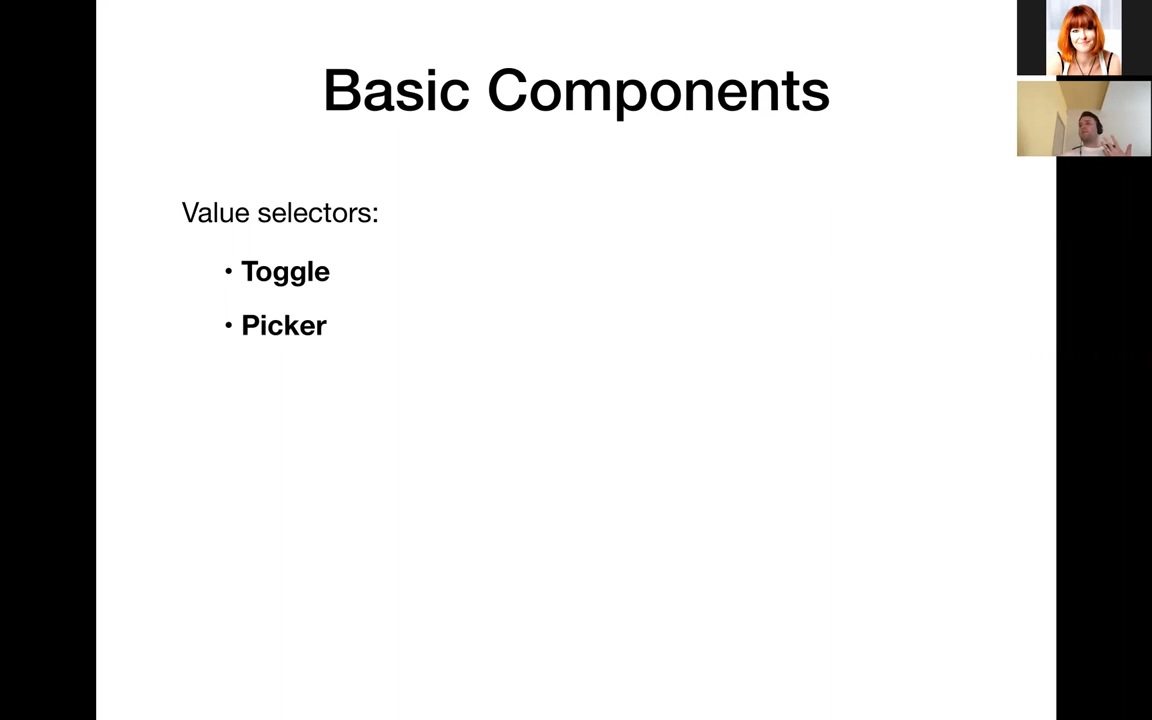 Basic Components
Value selectors:
• Toggle
• Picker